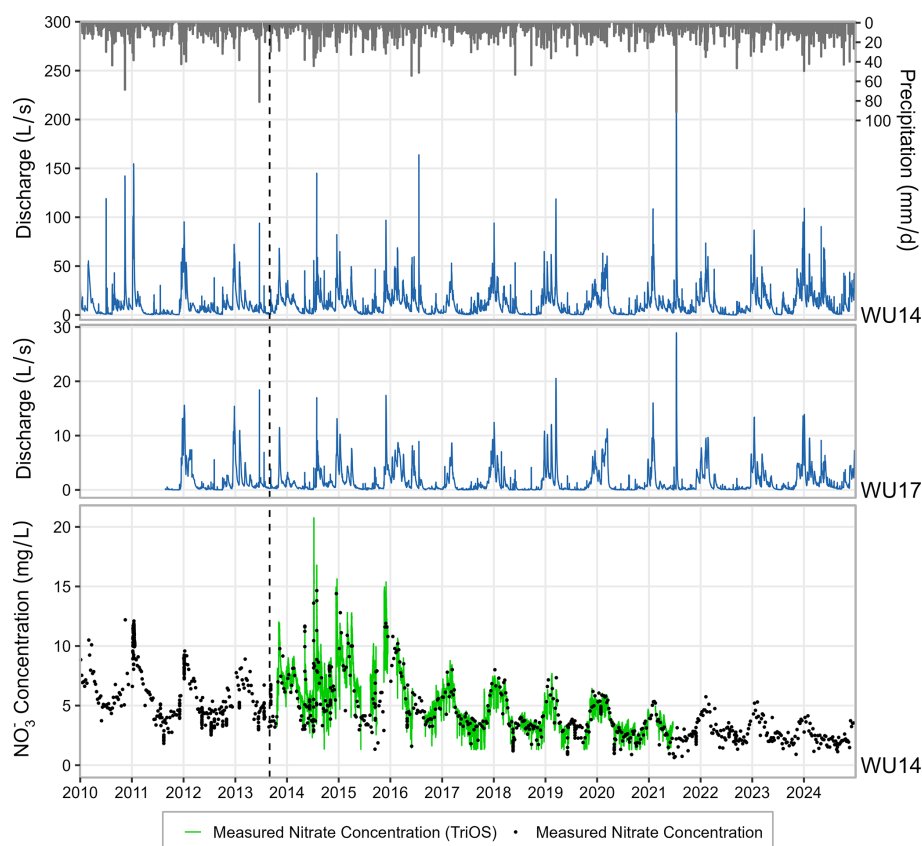 Discharge (L/s)
300
250
200
150
100
50
0
0
20
40
60
80
100
Precipitation (mm/d)
WU14
Discharge (L/s)
30
20
10
0
WU17
NO₃⁻ Concentration (mg/L)
20
15
10
5
0
WU14
2010 2011 2012 2013 2014 2015 2016 2017 2018 2019 2020 2021 2022 2023 2024
Measured Nitrate Concentration (TriOS) Measured Nitrate Concentration